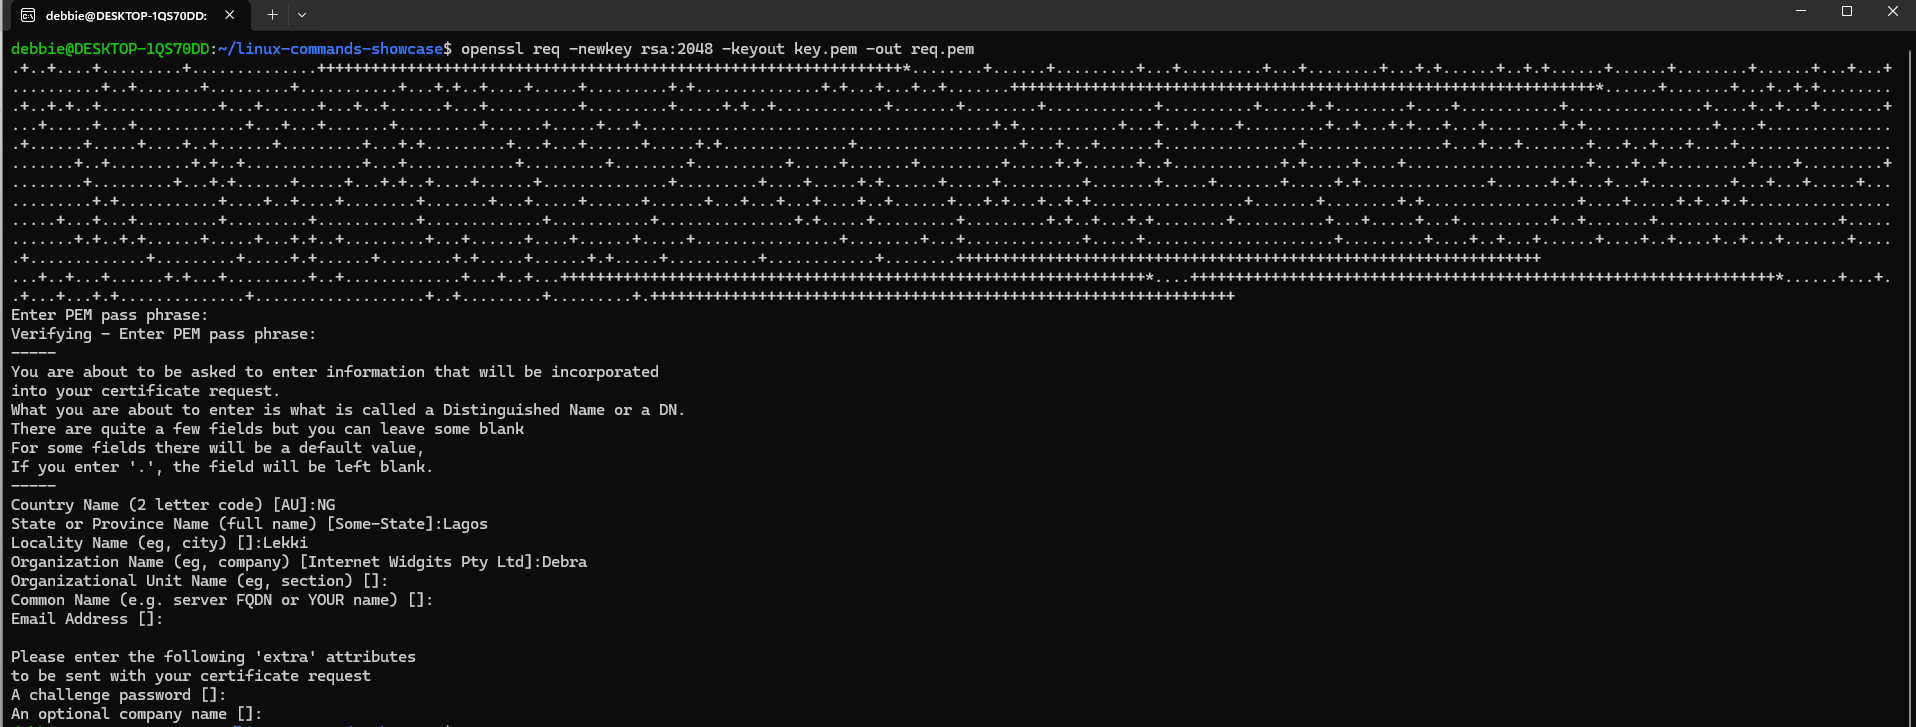 debbie@DESKTOP-1QS70DD:
debbie@DESKTOP-1QS70DD:~/linux-commands-showcase$ openssl req -newkey rsa:2048 -keyout key.pem -out req.pem
Enter PEM pass phrase:
Verifying - Enter PEM pass phrase:
-----
You are about to be asked to enter information that will be incorporated
into your certificate request.
What you are about to enter is what is called a Distinguished Name or a DN.
There are quite a few fields but you can leave some blank
For some fields there will be a default value,
If you enter '.', the field will be left blank.
-----
Country Name (2 letter code) [AU]:NG
State or Province Name (full name) [Some-State]:Lagos
Locality Name (eg, city) []:Lekki
Organization Name (eg, company) [Internet Widgits Pty Ltd]:Debra
Organizational Unit Name (eg, section) []:
Common Name (e.g. server FQDN or YOUR name) []:
Email Address []:
Please enter the following 'extra' attributes
to be sent with your certificate request
A challenge password []:
An optional company name []: